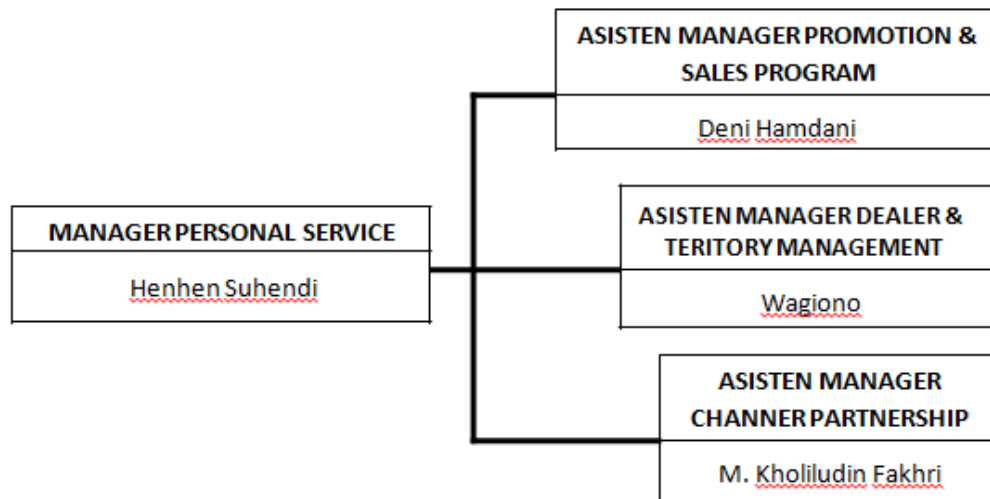 ASISTEN MANAGER PROMOTION &
SALES PROGRAM
Deni Hamdani
MANAGER PERSONAL SERVICE
Henhen Suhendi
ASISTEN MANAGER DEALER &
TERITORY MANAGEMENT
Wagiono
ASISTEN MANAGER
CHANNER PARTNERSHIP
M. Kholiludin Fakhri